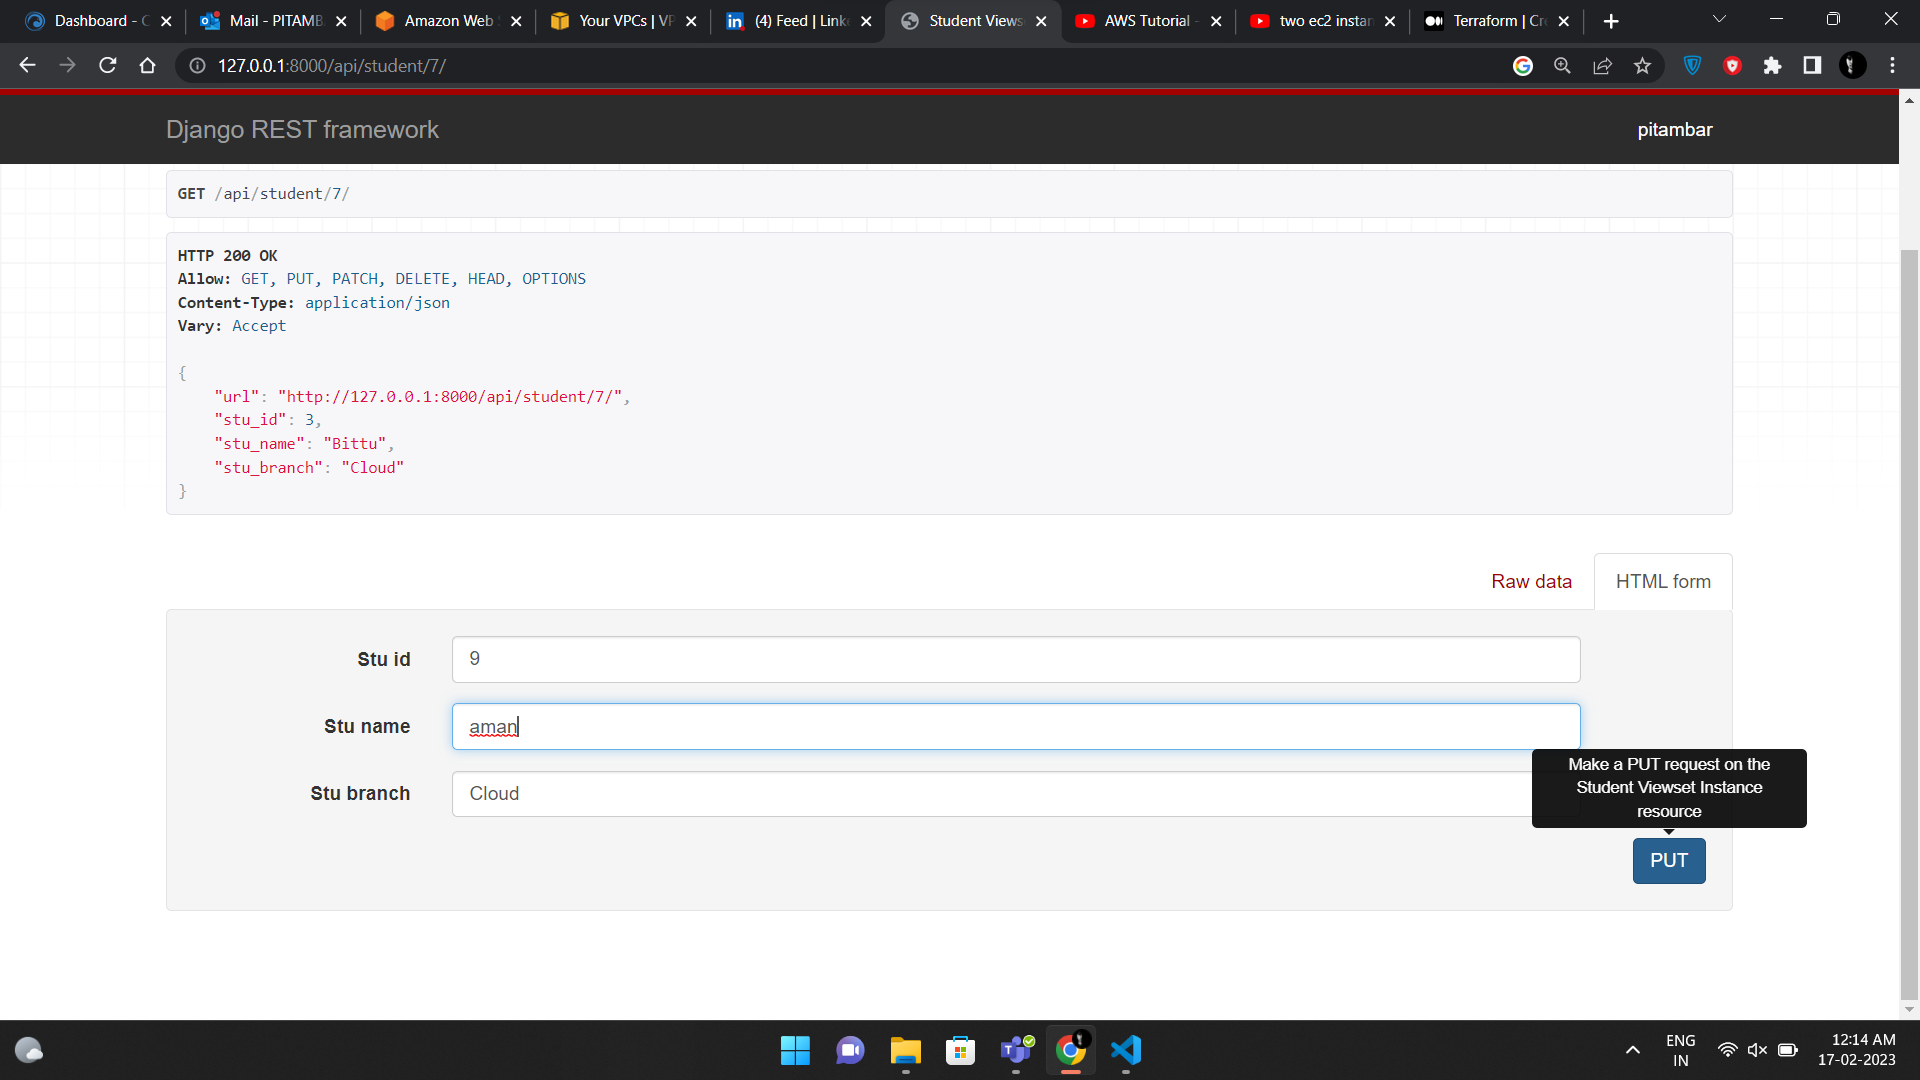 Dashboard - C
Mail - PITAMB
Amazon Web
Your VPCs | VP
(4) Feed | Link
Student Views
AWS Tutorial -
two ec2 instan
Terraform | Cr
127.0.0.1:8000/api/student/7/
Django REST framework
pitambar
GET /api/student/7/
HTTP 200 OK
Allow: GET, PUT, PATCH, DELETE, HEAD, OPTIONS
Content-Type: application/json
Vary: Accept
{
"url": "http://127.0.0.1:8000/api/student/7/",
"stu_id": 3,
"stu_name": "Bittu",
"stu_branch": "Cloud"
}
Raw data
HTML form
Stu id
9
Stu name
aman
Stu branch
Cloud
Make a PUT request on the
Student Viewset Instance
resource
PUT
ENG
IN
12:14 AM
17-02-2023